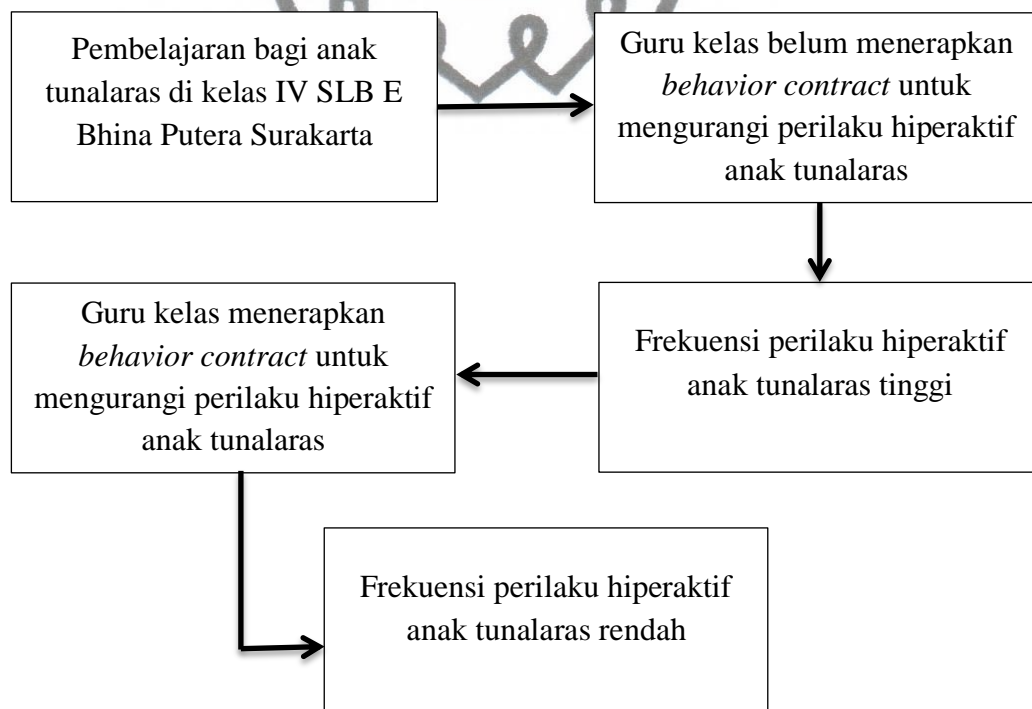 Pembelajaran bagi anak
tunalaras di kelas IV SLB E
Bhina Putera Surakarta
Guru kelas belum menerapkan
behavior contract untuk
mengurangi perilaku hiperaktif
anak tunalaras
Frekuensi perilaku hiperaktif
anak tunalaras tinggi
Guru kelas menerapkan
behavior contract untuk
mengurangi perilaku hiperaktif
anak tunalaras
Frekuensi perilaku hiperaktif
anak tunalaras rendah